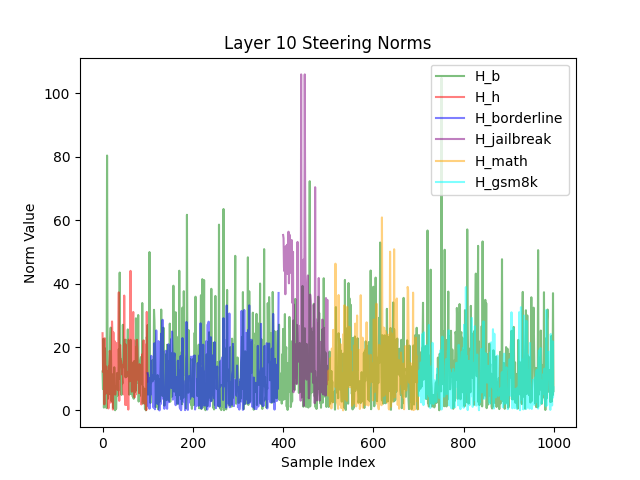 Layer 10 Steering Norms
Norm Value
100
80
60
40
20
0
H_b
H_h
H_borderline
H_jailbreak
H_math
H_gsm8k
0 200 400 600 800 1000
Sample Index